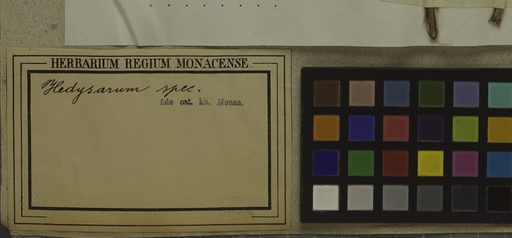 HERBARIUM REGIUM MONACENSE.
Hedysarum spec.
fide cat. hb. Monac.